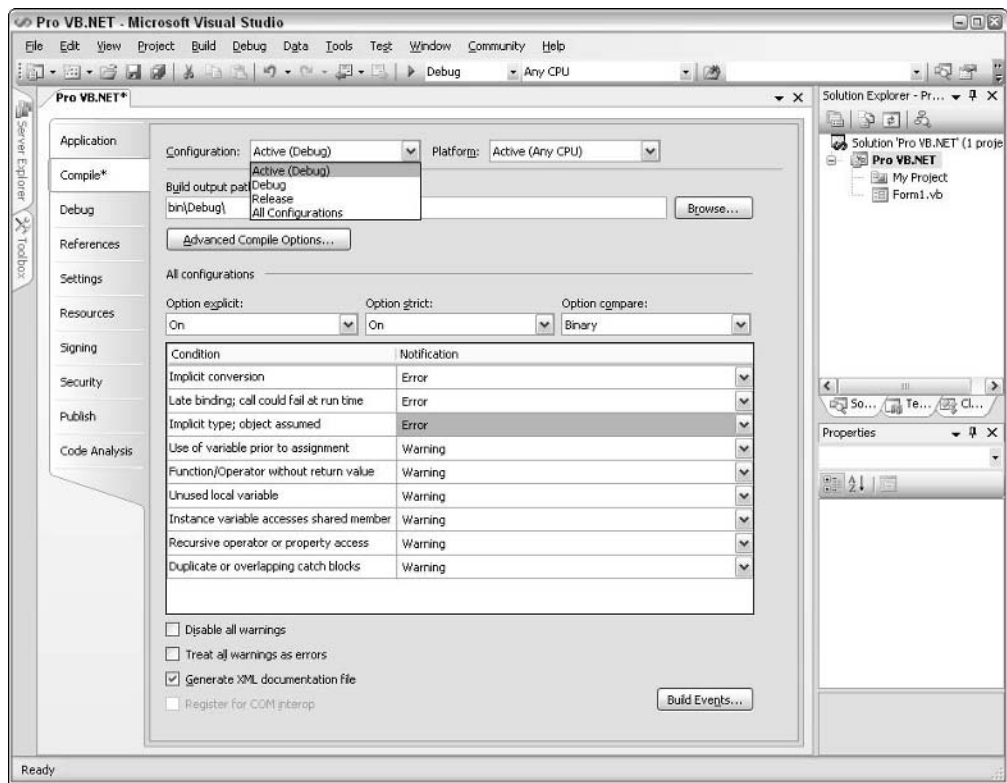 Pro VB.NET - Microsoft Visual Studio
File Edit View Project Build Debug Data Tools Test Window Community Help
Debug Any CPU
Pro VB.NET*
Server Explorer
Toolbox
Application
Compile*
Debug
References
Settings
Resources
Signing
Security
Publish
Code Analysis
Configuration: Active (Debug) Platform: Active (Any CPU)
Active (Debug)
Debug
Release
All Configurations
Build output pat
bin\Debug\ Browse...
Advanced Compile Options...
All configurations
Option explicit: Option strict: Option compare:
On On Binary
Condition Notification
Implicit conversion Error
Late binding; call could fail at run time Error
Implicit type; object assumed Error
Use of variable prior to assignment Warning
Function/Operator without return value Warning
Unused local variable Warning
Instance variable accesses shared member Warning
Recursive operator or property access Warning
Duplicate or overlapping catch blocks Warning
Disable all warnings
Treat all warnings as errors
Generate XML documentation file
Register for COM interop
Build Events...
Solution Explorer - Pr...
Solution 'Pro VB.NET' (1 proje
Pro VB.NET
My Project
Form1.vb
So... Te... Cl...
Properties
Ready